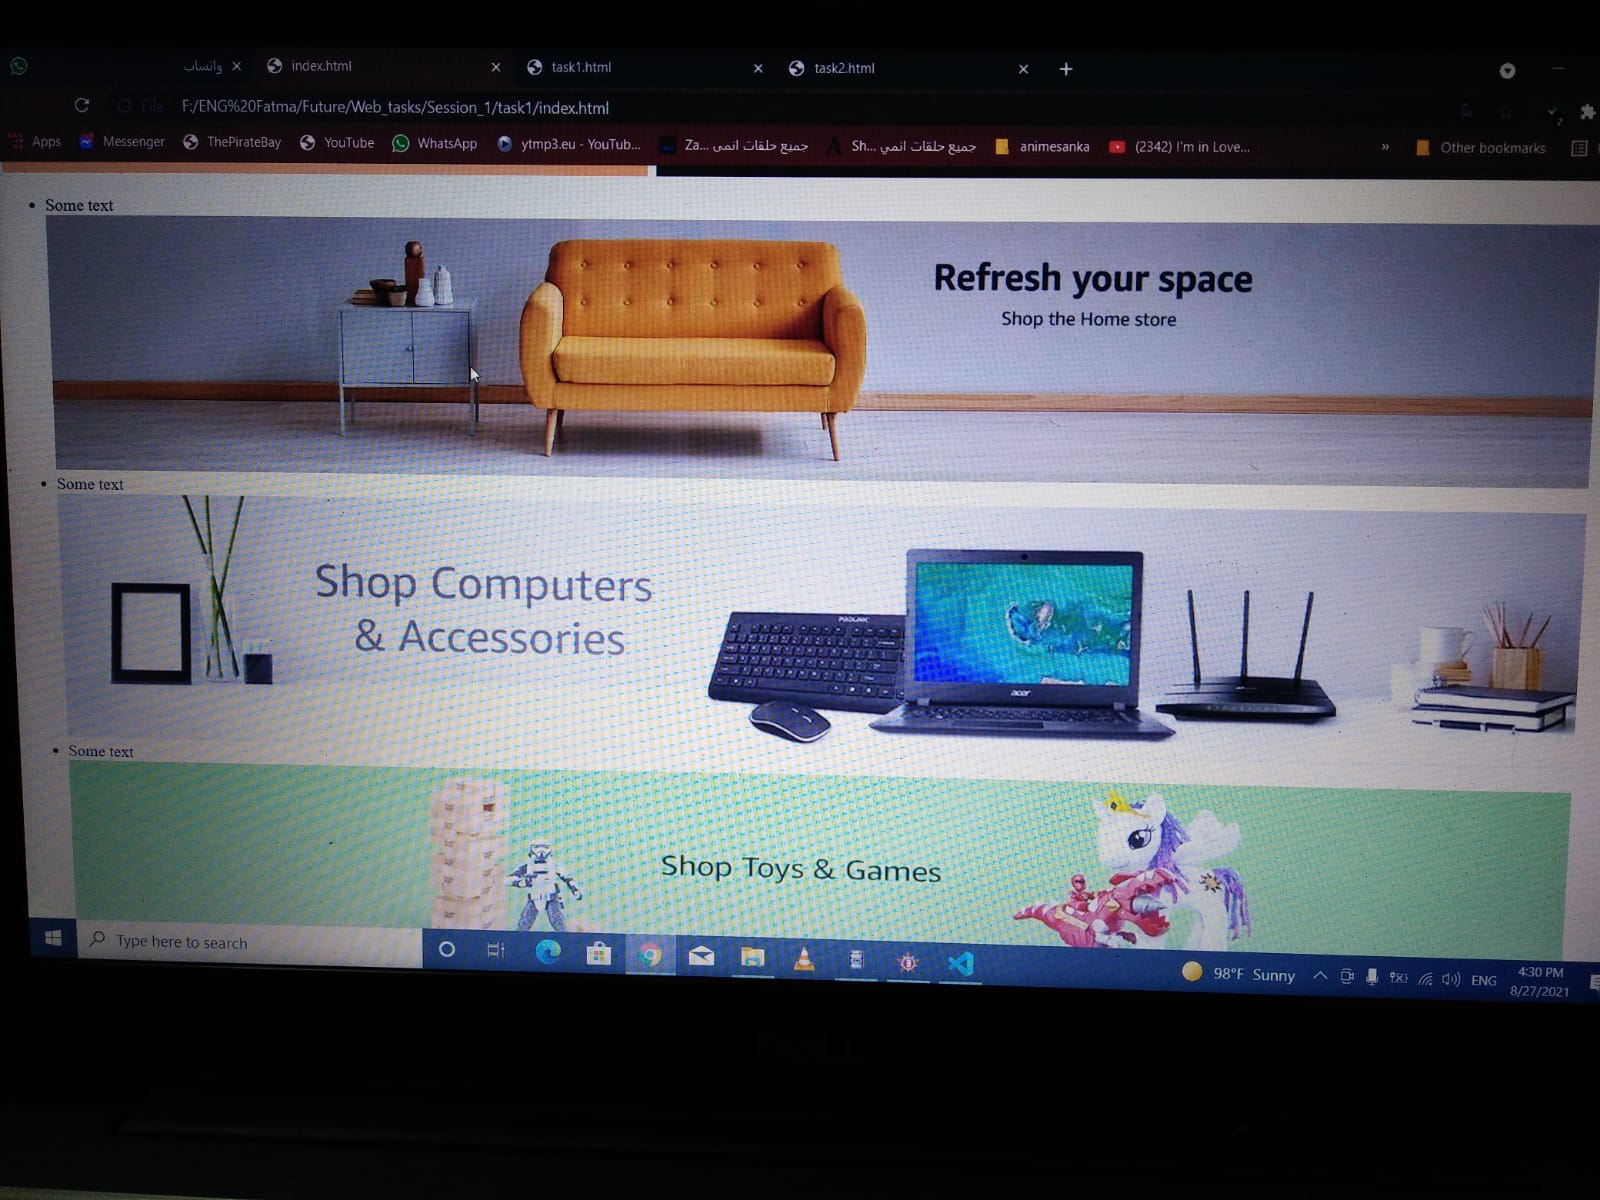 واتساب
index.html
task1.html
task2.html
File F:/ENG%20Fatma/Future/Web_tasks/Session_1/task1/index.html
Apps Messenger ThePirateBay YouTube WhatsApp ytmp3.eu - YouTub... Za... جميع حلقات انمى Sh... جميع حلقات انمي animesanka (2342) I'm in Love... » Other bookmarks
Some text
Refresh your space
Shop the Home store
Some text
Shop Computers
& Accessories
PROLINK
acer
Some text
Shop Toys & Games
Type here to search
98°F Sunny
ENG
4:30 PM
8/27/2021